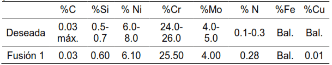 %C %Si % Ni %Cr %Mo % N %Fe %Cu
Deseada 0.03 máx. 0.5-0.7 6.0-8.0 24.0-26.0 4.0-5.0 0.1-0.3 Bal. Bal.
Fusión 1 0.03 0.60 6.10 25.50 4.00 0.28 Bal. 0.01